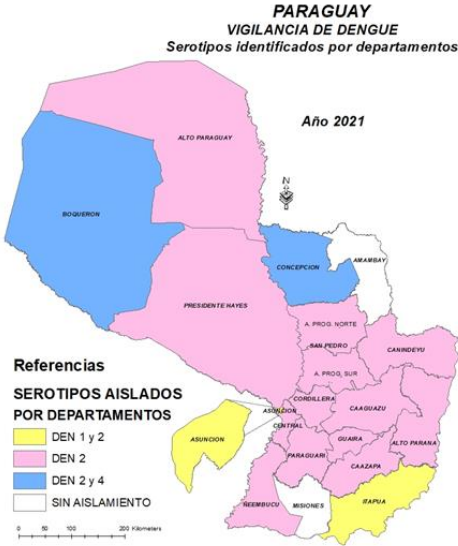 PARAGUAY
VIGILANCIA DE DENGUE
Serotipos identificados por departamentos
Año 2021
ALTO PARAGUAY
N
BOQUERON
CONCEPCION
AMAMBAY
PRESIDENTE HAYES
A. PROG. NORTE
SAN PEDRO
CANINDEYU
A. PROG, SUR
CORDILLERA
ASUNCION
CAAGUAZU
CENTRAL
ASUNCION
GUAIRA
ALTO PARANA
PARAGUARI
CAAZAPA
ÑEEMBUCU
MISIONES
ITAPUA
Referencias
SEROTIPOS AISLADOS
POR DEPARTAMENTOS
DEN 1 y 2
DEN 2
DEN 2 y 4
SIN AISLAMIENTO
0 50 100 200 Kilometers